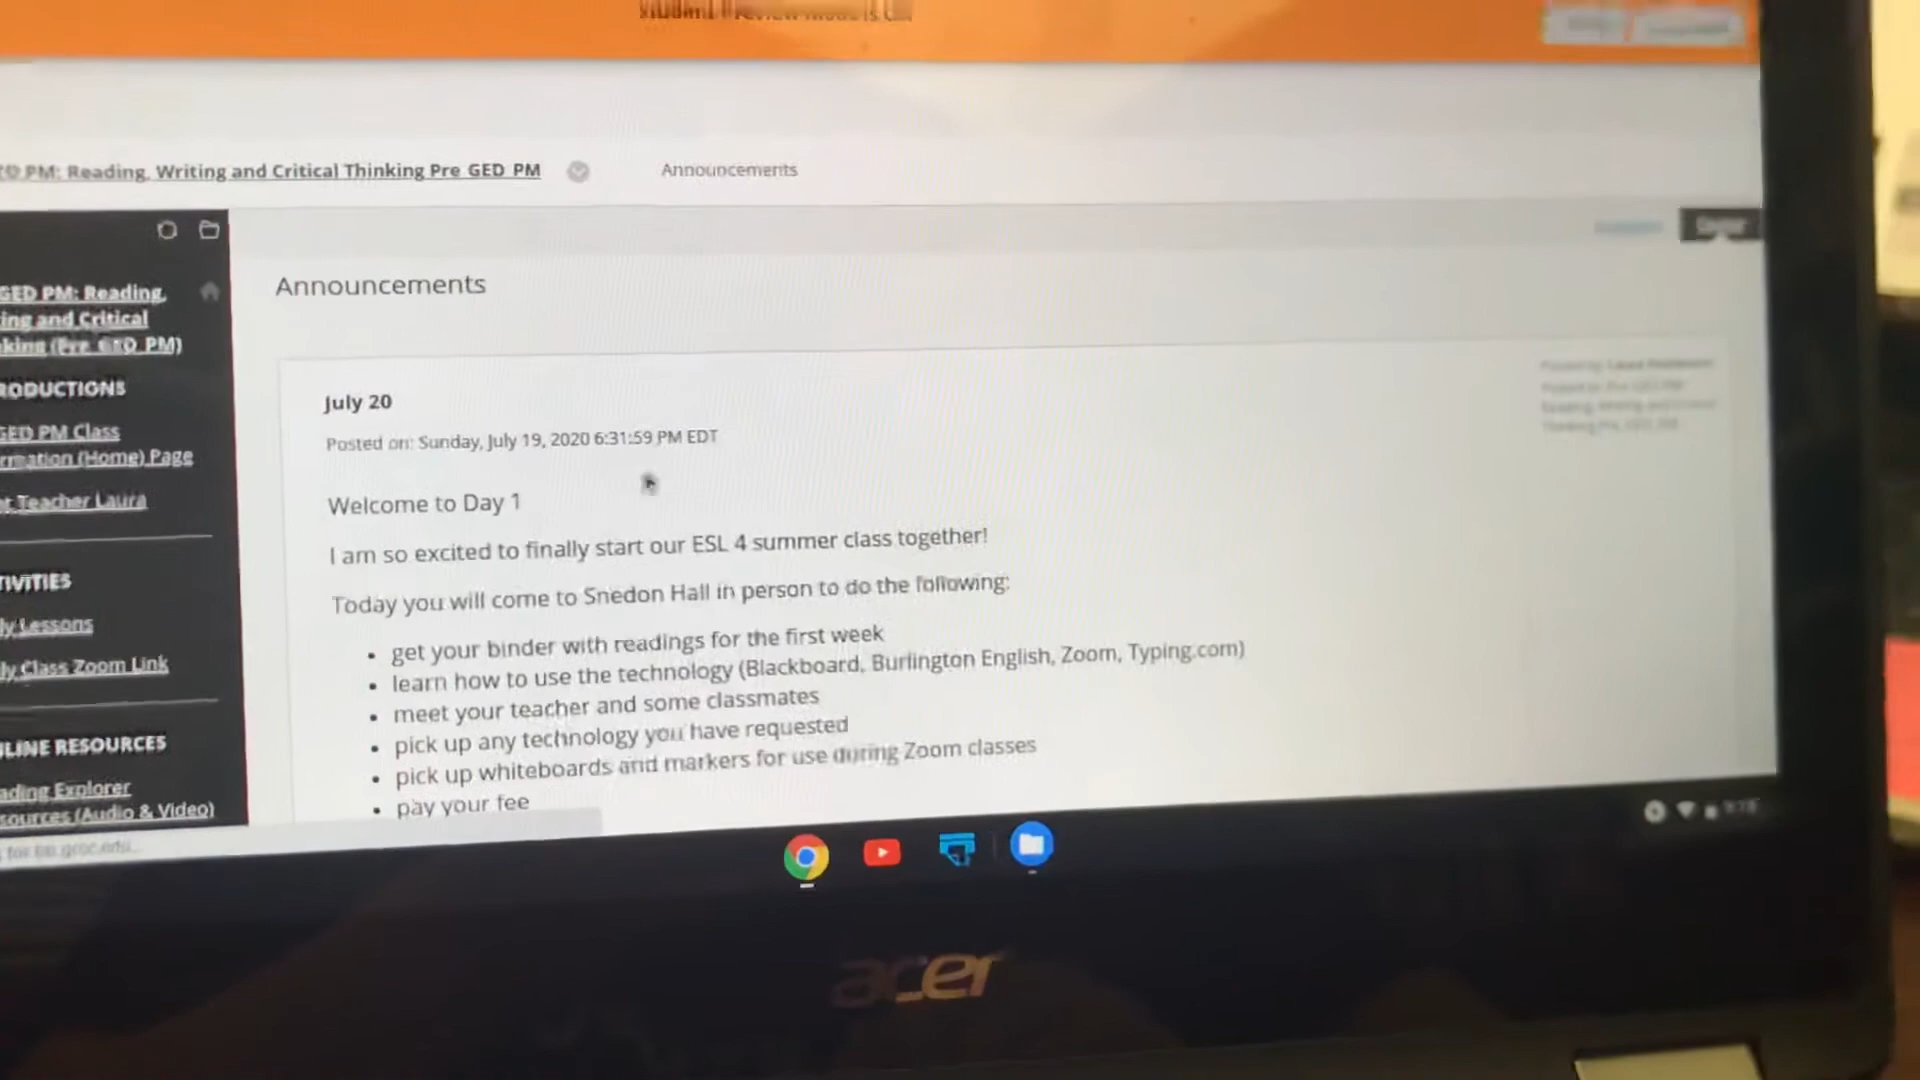 PM: Reading, Writing and Critical Thinking Pre GED PM
Announcements
GED PM: Reading,
ing and Critical
king (Pre GED PM)
RODUCTIONS
GED PM Class
rmation (Home) Page
t Teacher Laura
TIVITIES
ly Lessons
ly Class Zoom Link
LINE RESOURCES
ading Explorer
sources (Audio & Video)
Announcements
July 20
Posted on: Sunday, July 19, 2020 6:31:59 PM EDT
Welcome to Day 1
I am so excited to finally start our ESL 4 summer class together!
Today you will come to Snedon Hall in person to do the following:
• get your binder with readings for the first week
• learn how to use the technology (Blackboard, Burlington English, Zoom, Typing.com)
• meet your teacher and some classmates
• pick up any technology you have requested
• pick up whiteboards and markers for use during Zoom classes
• pay your fee
acer